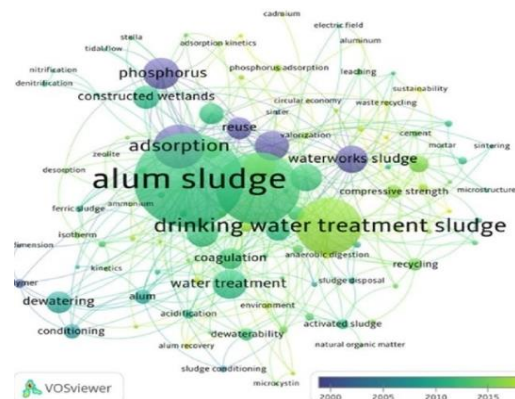 cadmium
stella
electric field
tidal flow
adsorption kinetics
aluminum
nitrification
phosphorus
phosphorus adsorption
leaching
denitrification
constructed wetlands
circular economy
sustainability
sinter
waste recycling
reuse
cement
adsorption
valorization
mortar
sintering
zeolite
waterworks sludge
desorption
alum sludge
microstructure
compressive strength
ferric sludge
ammonium
drinking water treatment sludge
isotherm
dimension
coagulation
anaerobic digestion
recycling
kinetics
water treatment
sludge disposal
dewatering
alum
environment
acidification
activated sludge
conditioning
dewaterability
alum recovery
natural organic matter
sludge conditioning
microcystin
VOSviewer
2000 2005 2010 2015